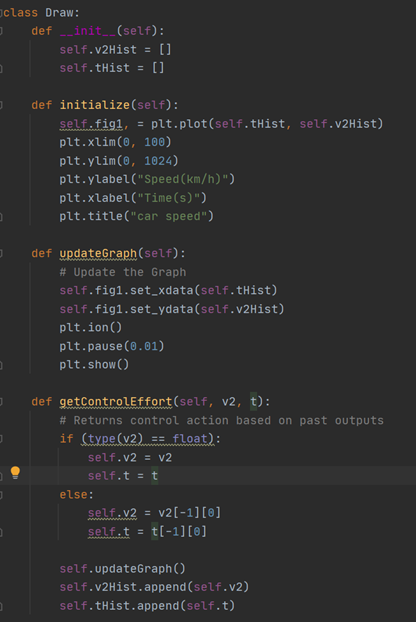 class Draw:
    def __init__(self):
        self.v2Hist = []
        self.tHist = []

    def initialize(self):
        self.fig1, = plt.plot(self.tHist, self.v2Hist)
        plt.xlim(0, 100)
        plt.ylim(0, 1024)
        plt.ylabel("Speed(km/h)")
        plt.xlabel("Time(s)")
        plt.title("car speed")

    def updateGraph(self):
        # Update the Graph
        self.fig1.set_xdata(self.tHist)
        self.fig1.set_ydata(self.v2Hist)
        plt.ion()
        plt.pause(0.01)
        plt.show()

    def getControlEffort(self, v2, t):
        # Returns control action based on past outputs
        if (type(v2) == float):
            self.v2 = v2
            self.t = t
        else:
            self.v2 = v2[-1][0]
            self.t = t[-1][0]

        self.updateGraph()
        self.v2Hist.append(self.v2)
        self.tHist.append(self.t)